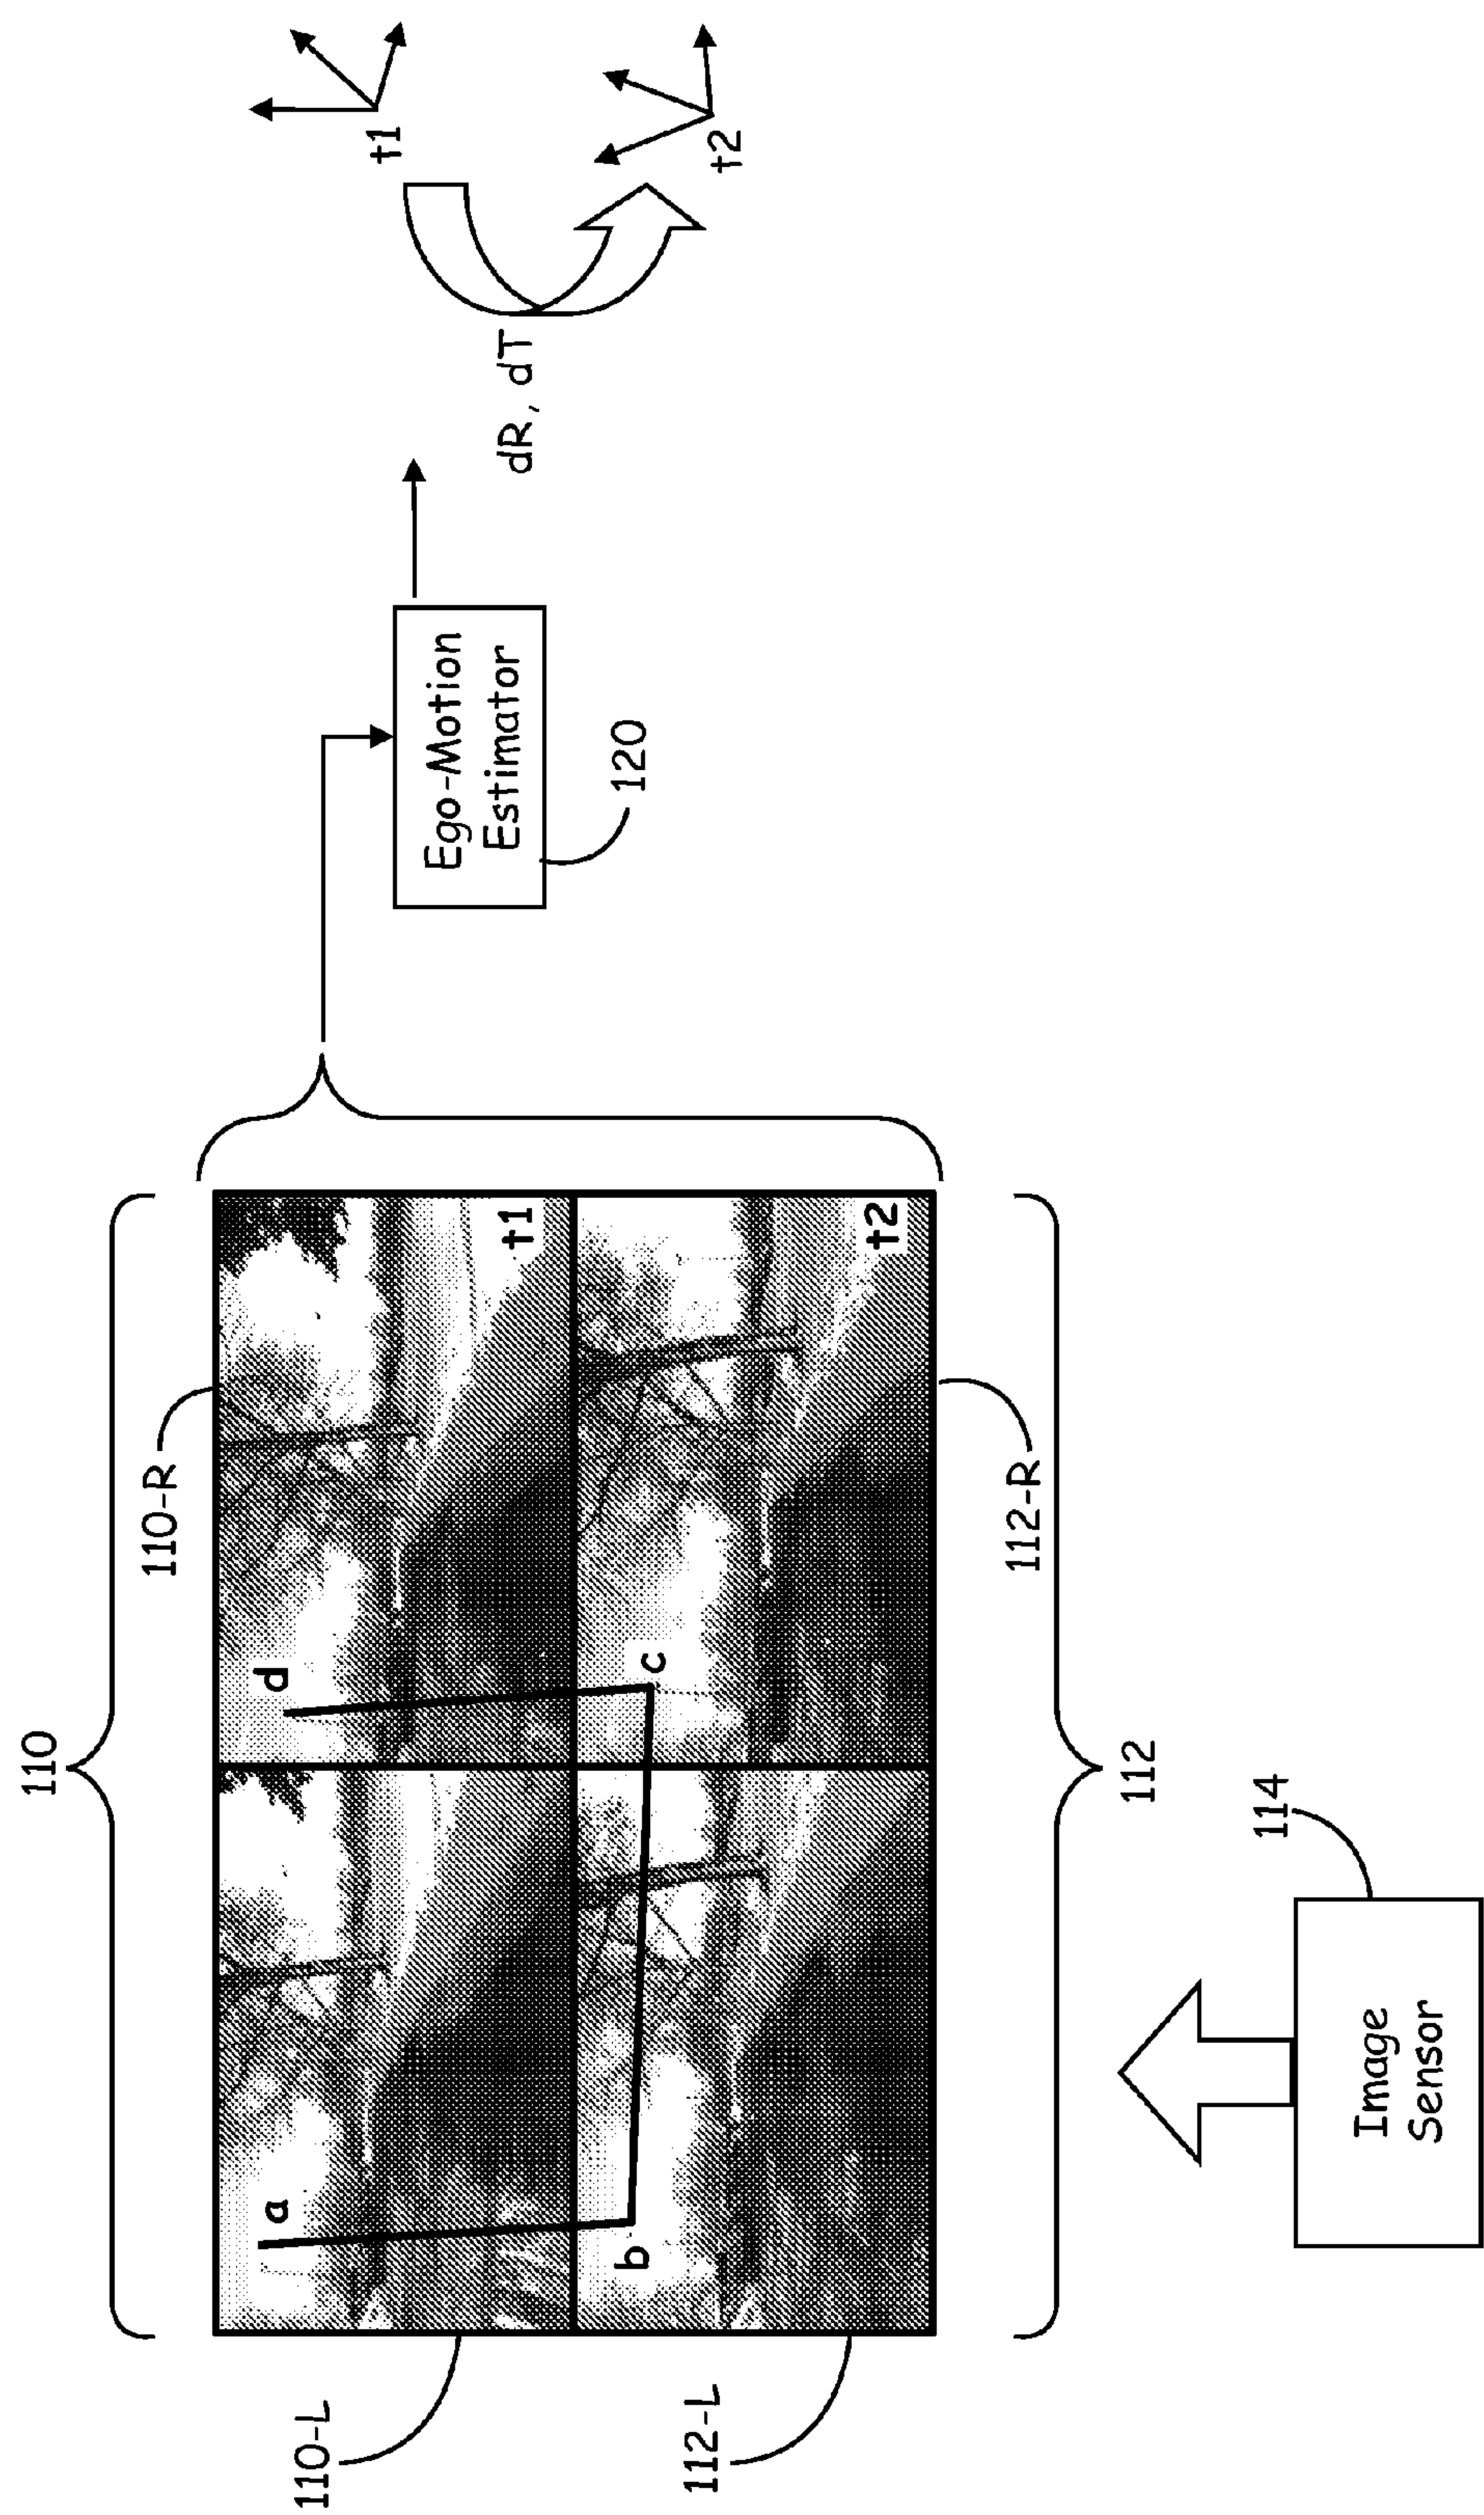 110
110-L
110-R
a
d
t1
b
c
t2
112-L
112-R
112
114
Image
Sensor
Ego-Motion
Estimator
120
dR, dT
t1
t2